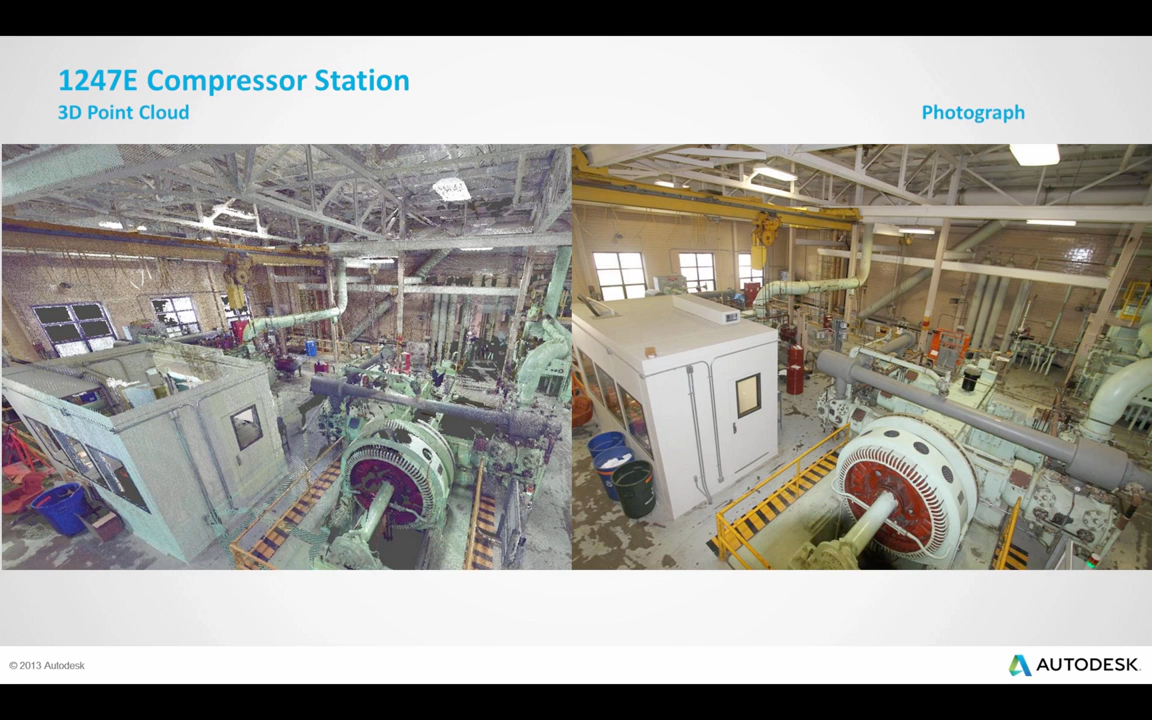 1247E Compressor Station
3D Point Cloud
Photograph
© 2013 Autodesk
AUTODESK.